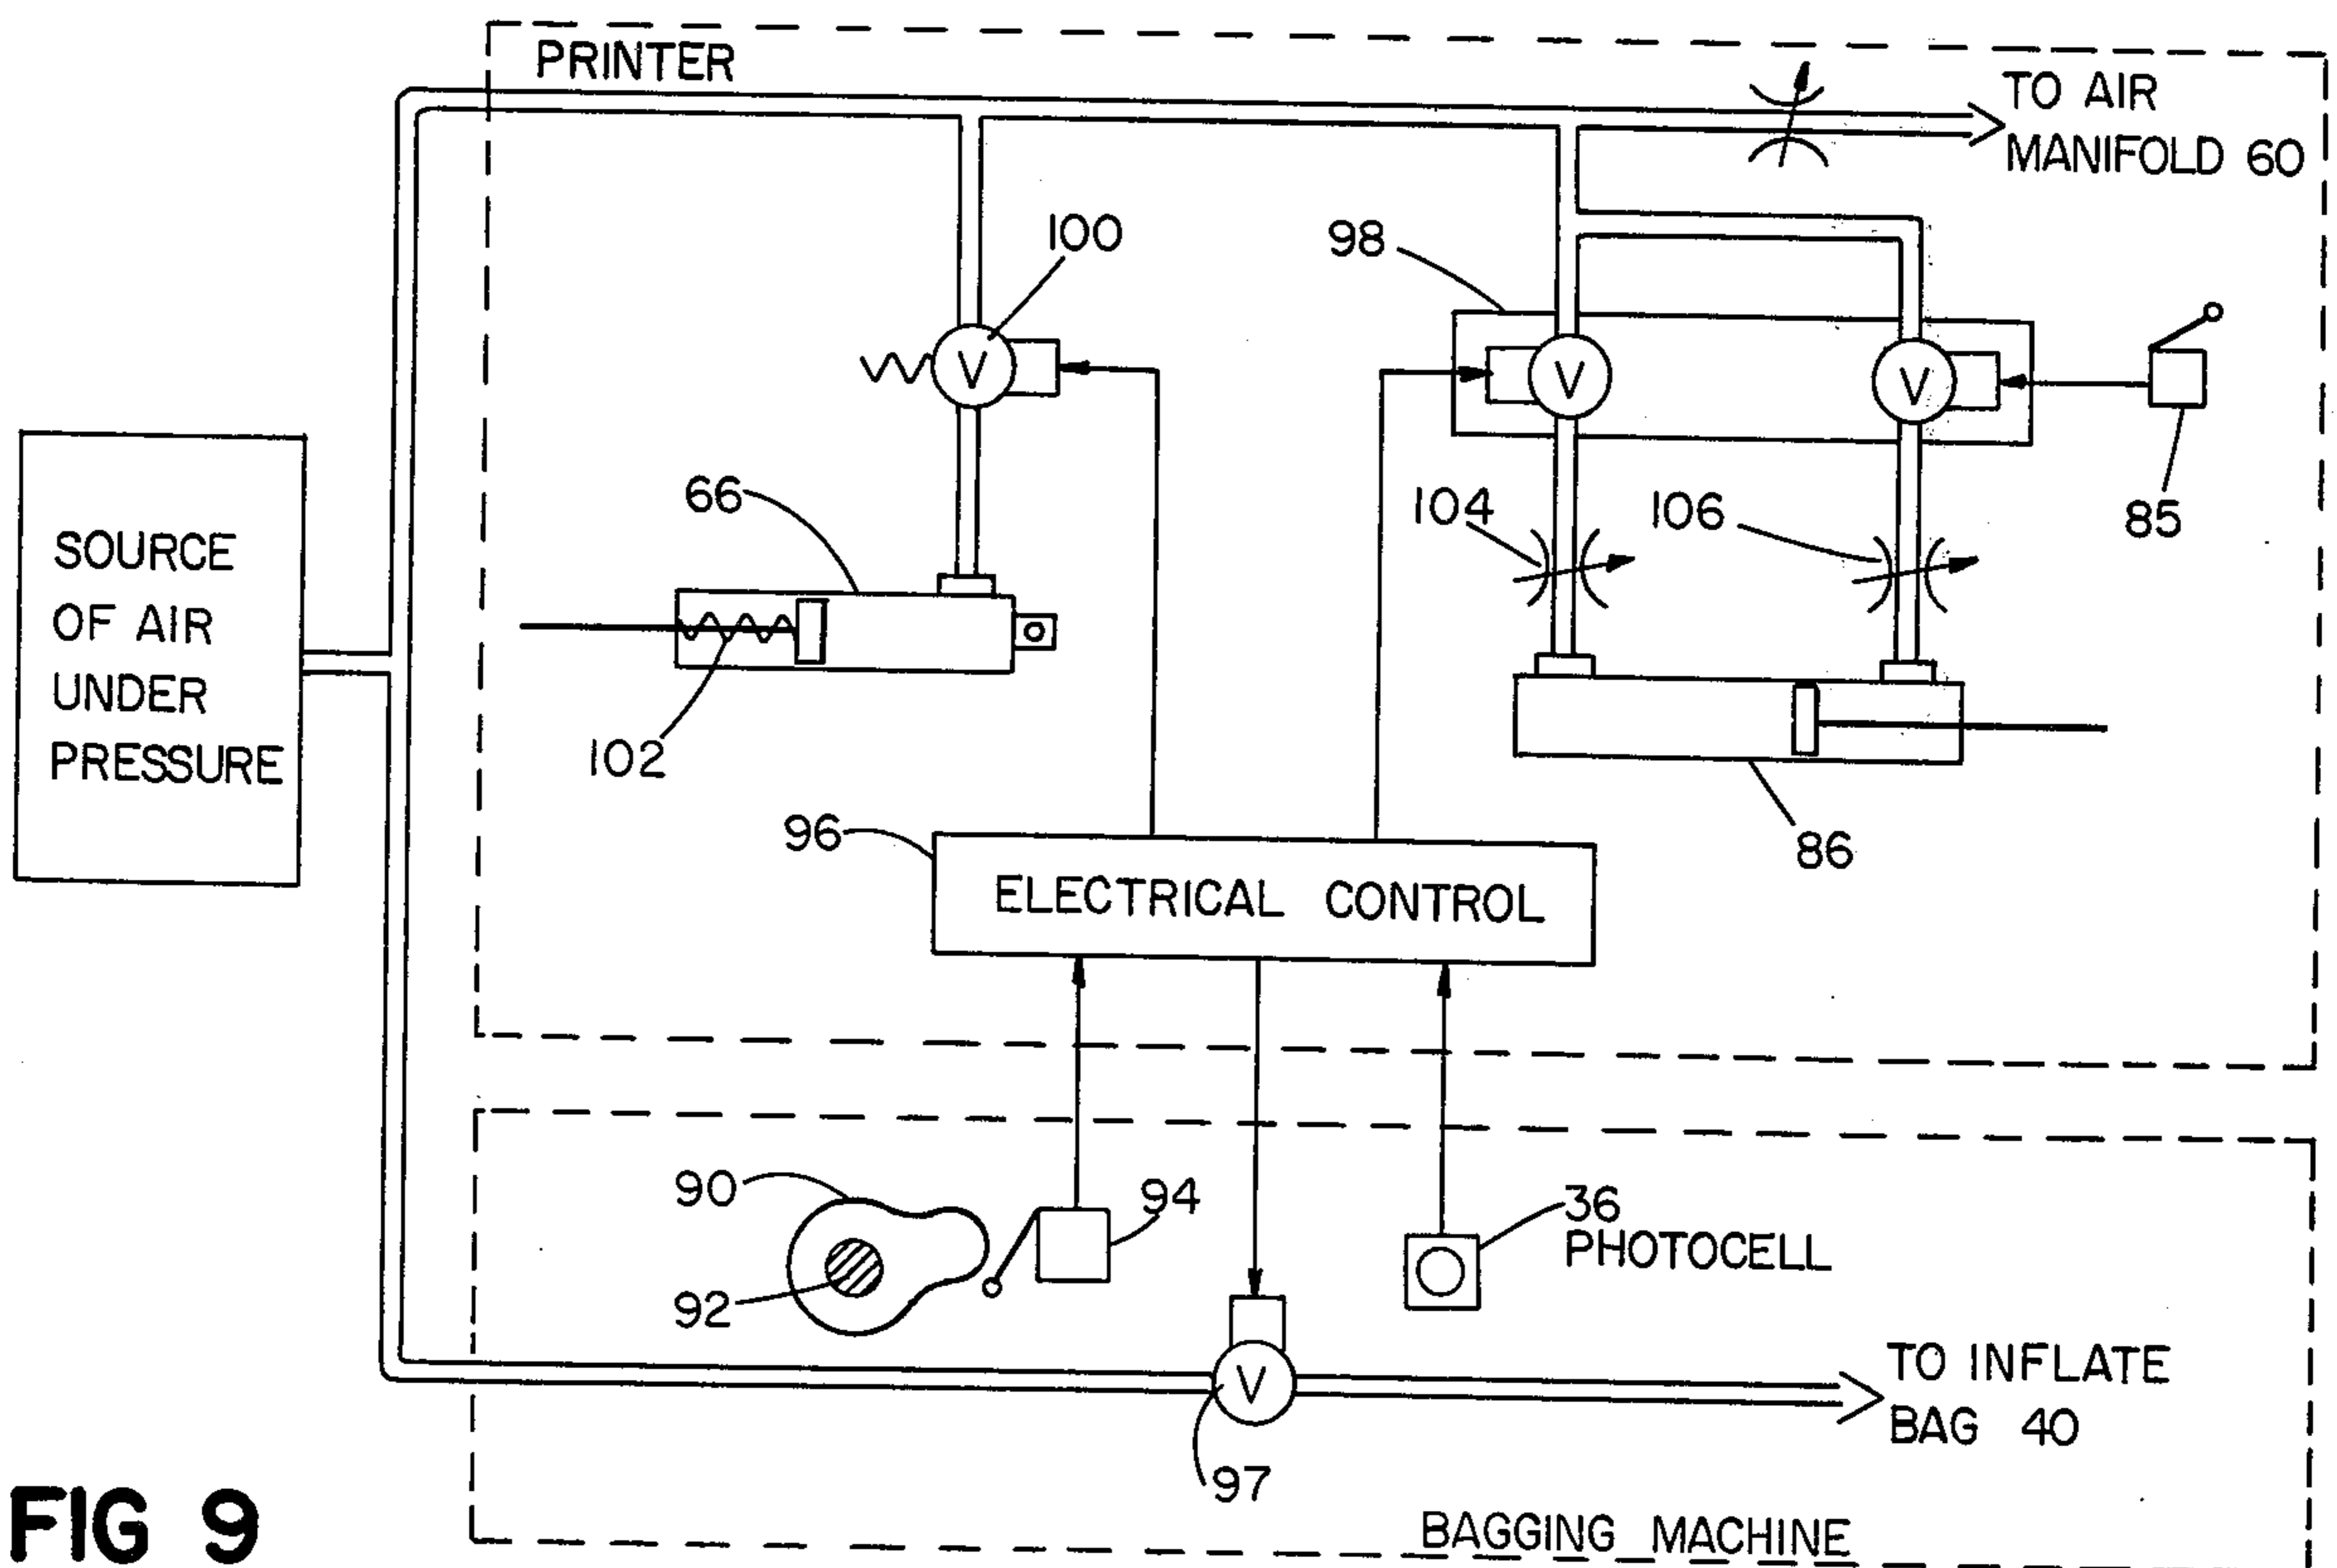 PRINTER
TO AIR
MANIFOLD 60
100
98
V
V
V
85
66
104
106
102
SOURCE
OF AIR
UNDER
PRESSURE
86
96
ELECTRICAL CONTROL
90
92
94
36
PHOTOCELL
V
97
TO INFLATE
BAG 40
BAGGING MACHINE
FIG 9